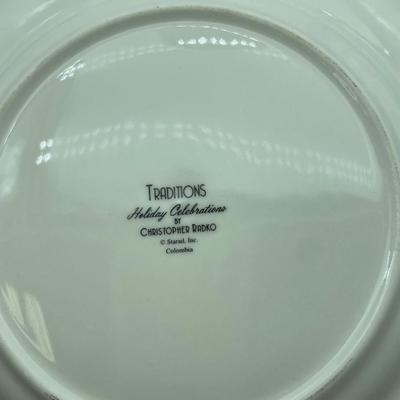 TRADITIONS
Holiday Celebrations
BY
CHRISTOPHER RADKO
© Starad, Inc.
Colombia